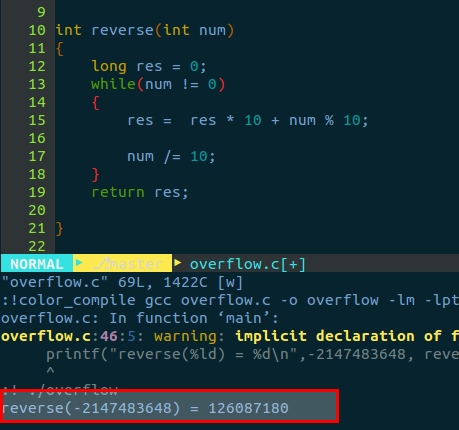 9
10 int reverse(int num)
11 {
12     long res = 0;
13     while(num != 0)
14     {
15         res =  res * 10 + num % 10;
16
17         num /= 10;
18     }
19     return res;
20
21 }
22
NORMAL master overflow.c[+]
"overflow.c" 69L, 1422C [w]
:!color_compile gcc overflow.c -o overflow -lm -lpt
overflow.c: In function ‘main’:
overflow.c:46:5: warning: implicit declaration of f
     printf("reverse(%ld) = %d\n",-2147483648, reve
     ^
:! ./overflow
reverse(-2147483648) = 126087180